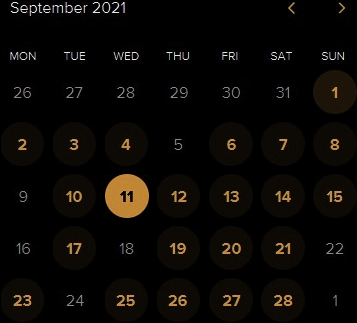 September 2021
MON TUE WED THU FRI SAT SUN
26 27 28 29 30 31 1
2 3 4 5 6 7 8
9 10 11 12 13 14 15
16 17 18 19 20 21 22
23 24 25 26 27 28 1